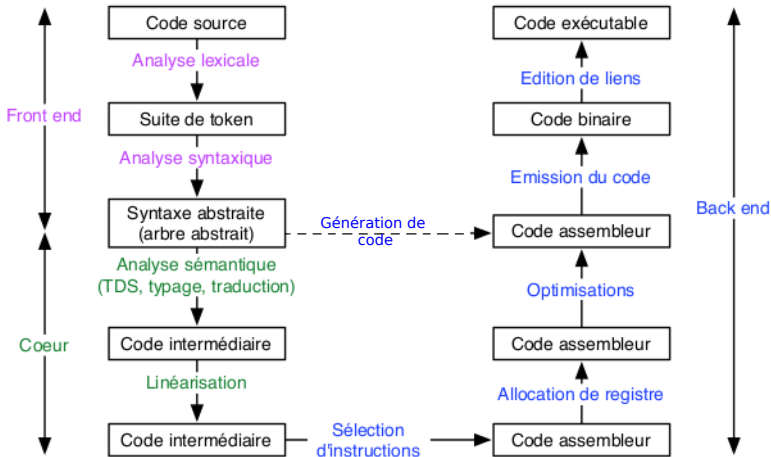 Code source
Code exécutable
Analyse lexicale
Edition de liens
Front end
Suite de token
Code binaire
Analyse syntaxique
Emission du code
Syntaxe abstraite
(arbre abstrait)
Génération de
code
Code assembleur
Back end
Analyse sémantique
(TDS, typage, traduction)
Optimisations
Coeur
Code intermédiaire
Code assembleur
Linéarisation
Allocation de registre
Code intermédiaire
Sélection
d'instructions
Code assembleur